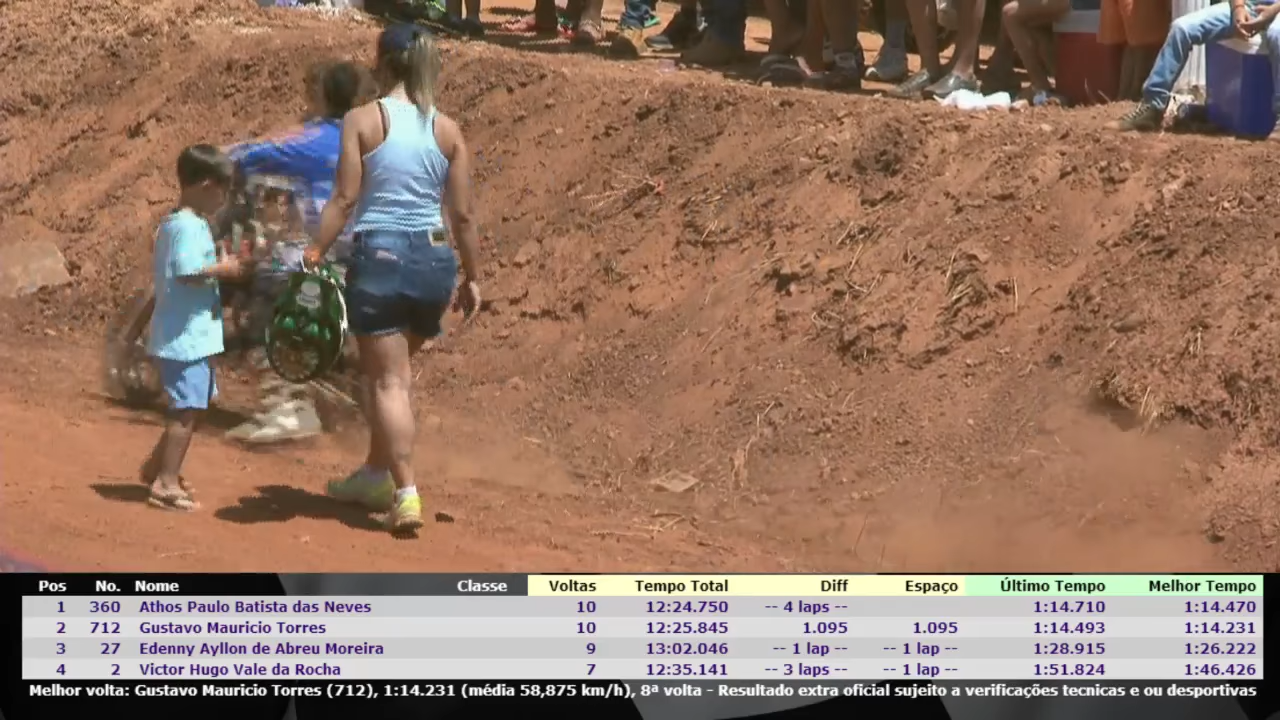 Pos No. Nome Classe Voltas Tempo Total Diff Espaço Último Tempo Melhor Tempo
1 360 Athos Paulo Batista das Neves 10 12:24.750 -- 4 laps -- 1:14.710 1:14.470
2 712 Gustavo Mauricio Torres 10 12:25.845 1.095 1.095 1:14.493 1:14.231
3 27 Edenny Ayllon de Abreu Moreira 9 13:02.046 -- 1 lap -- -- 1 lap -- 1:28.915 1:26.222
4 2 Victor Hugo Vale da Rocha 7 12:35.141 -- 3 laps -- -- 1 lap -- 1:51.824 1:46.426
Melhor volta: Gustavo Mauricio Torres (712), 1:14.231 (média 58,875 km/h), 8ª volta - Resultado extra oficial sujeito a verificações tecnicas e ou desportivas